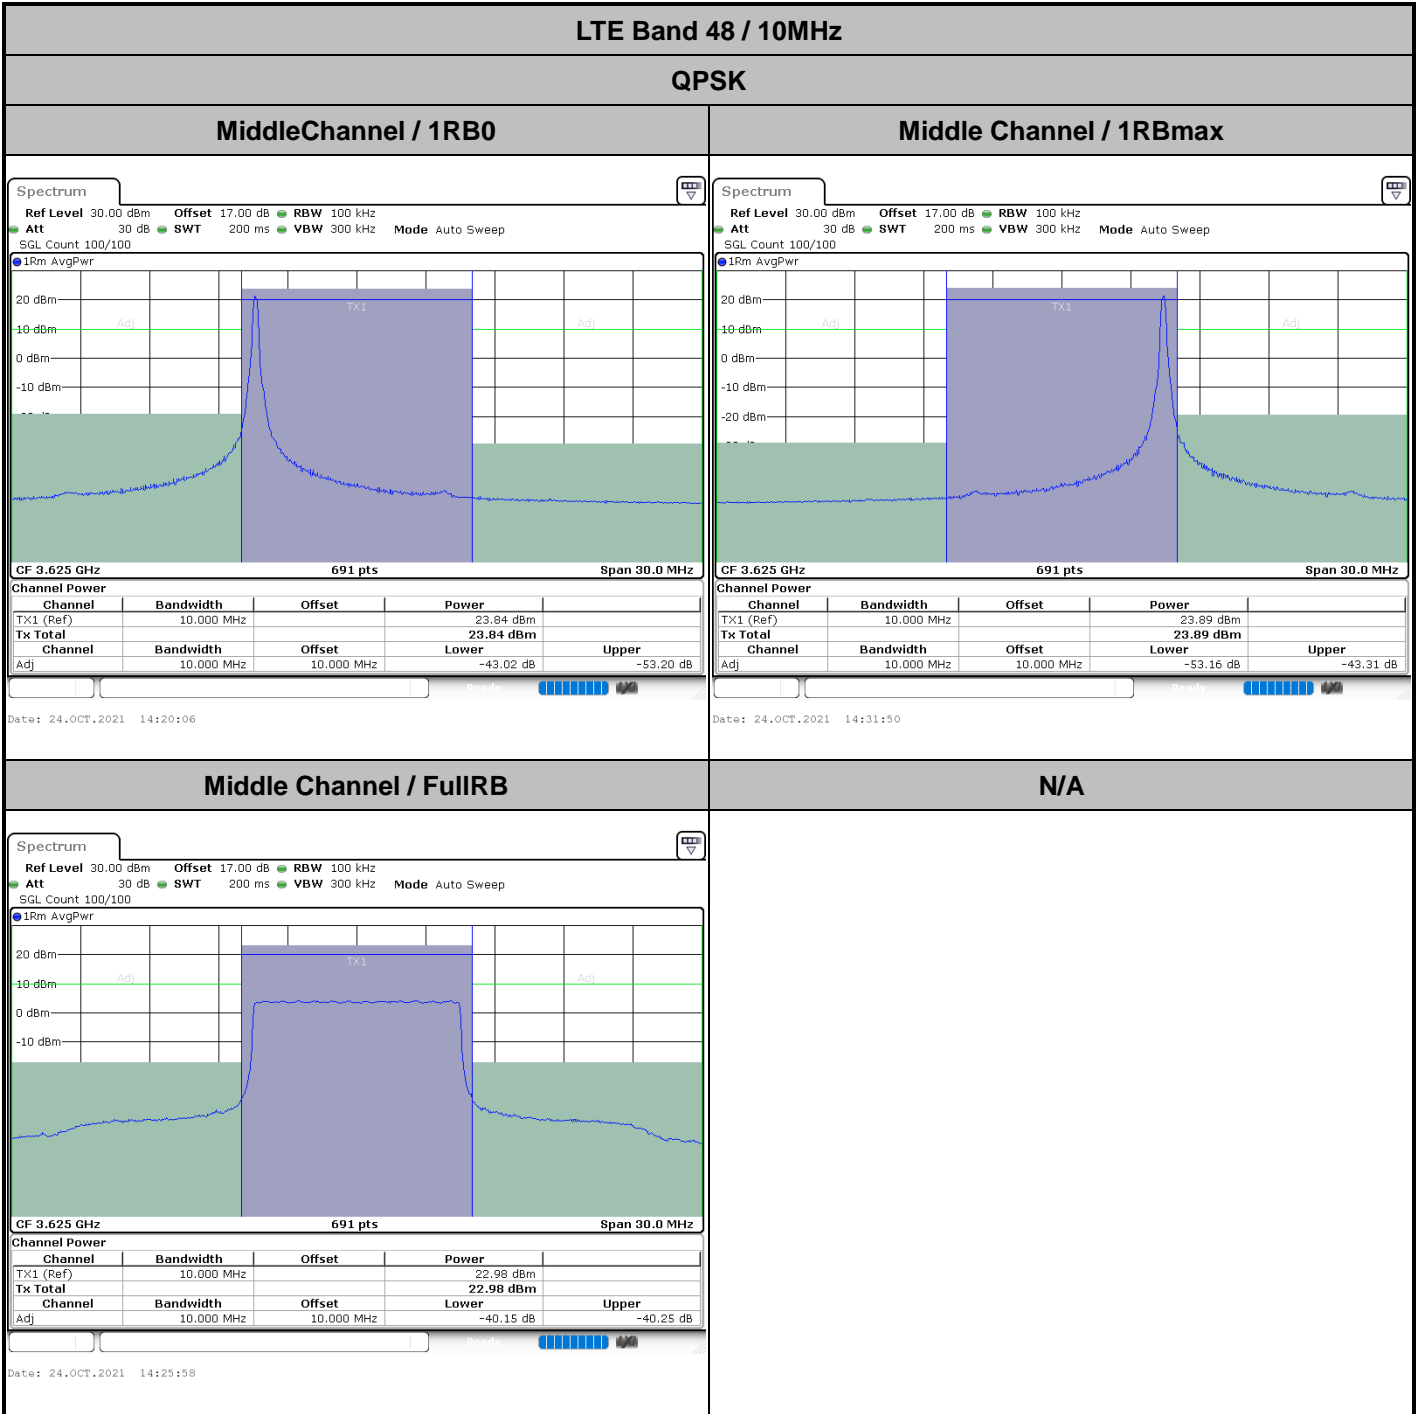 LTE Band 48 / 10MHz
QPSK
MiddleChannel / 1RB0
Middle Channel / 1RBmax
Spectrum
Ref Level 30.00 dBm Offset 17.00 dB RBW 100 kHz
Att 30 dB SWT 200 ms VBW 300 kHz Mode Auto Sweep
SGL Count 100/100
1Rm AvgPwr
20 dBm
10 dBm
0 dBm
-10 dBm
Adj
TX1
Adj
CF 3.625 GHz 691 pts Span 30.0 MHz
Channel Power
Channel Bandwidth Offset Power
TX1 (Ref) 10.000 MHz 23.84 dBm
Tx Total 23.84 dBm
Channel Bandwidth Offset Lower Upper
Adj 10.000 MHz 10.000 MHz -43.02 dB -53.20 dB
Ready
Date: 24.OCT.2021 14:20:06
Spectrum
Ref Level 30.00 dBm Offset 17.00 dB RBW 100 kHz
Att 30 dB SWT 200 ms VBW 300 kHz Mode Auto Sweep
SGL Count 100/100
1Rm AvgPwr
20 dBm
10 dBm
0 dBm
-10 dBm
-20 dBm
Adj
TX1
Adj
CF 3.625 GHz 691 pts Span 30.0 MHz
Channel Power
Channel Bandwidth Offset Power
TX1 (Ref) 10.000 MHz 23.89 dBm
Tx Total 23.89 dBm
Channel Bandwidth Offset Lower Upper
Adj 10.000 MHz 10.000 MHz -53.16 dB -43.31 dB
Ready
Date: 24.OCT.2021 14:31:50
Middle Channel / FullRB
N/A
Spectrum
Ref Level 30.00 dBm Offset 17.00 dB RBW 100 kHz
Att 30 dB SWT 200 ms VBW 300 kHz Mode Auto Sweep
SGL Count 100/100
1Rm AvgPwr
20 dBm
10 dBm
0 dBm
-10 dBm
Adj
TX1
Adj
CF 3.625 GHz 691 pts Span 30.0 MHz
Channel Power
Channel Bandwidth Offset Power
TX1 (Ref) 10.000 MHz 22.98 dBm
Tx Total 22.98 dBm
Channel Bandwidth Offset Lower Upper
Adj 10.000 MHz 10.000 MHz -40.15 dB -40.25 dB
Ready
Date: 24.OCT.2021 14:25:58